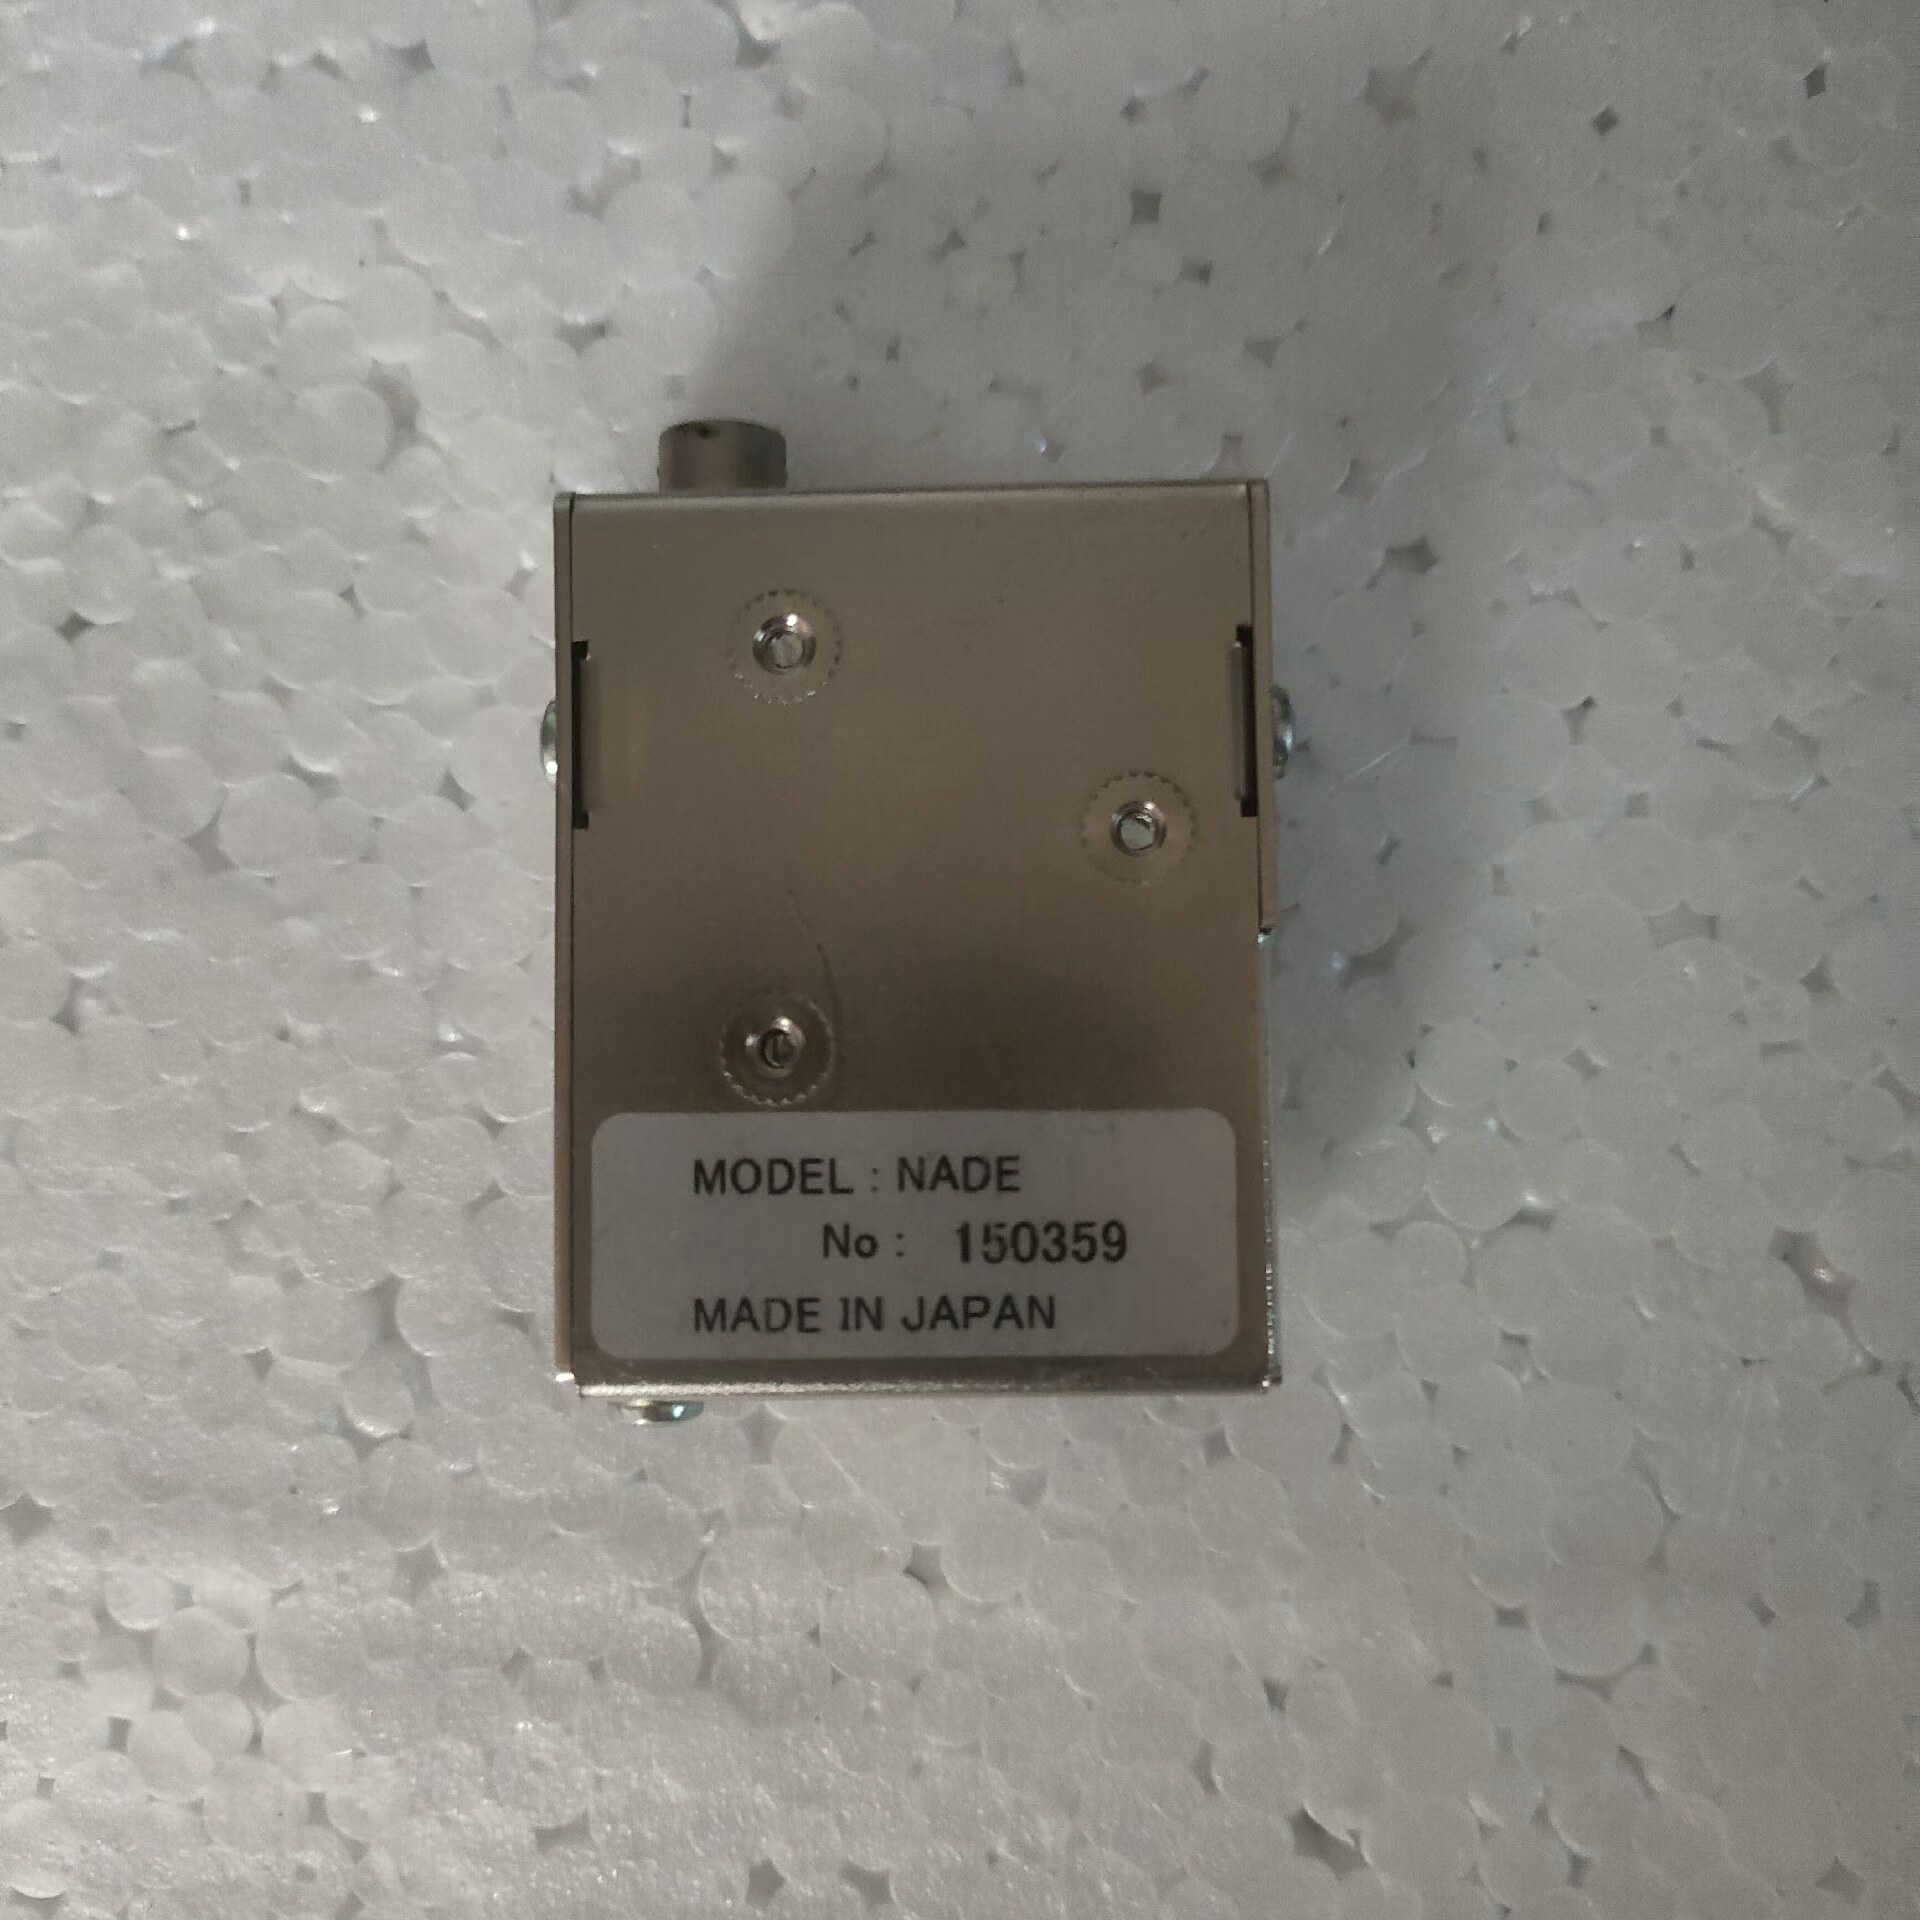 MODEL : NADE
No : 150359
MADE IN JAPAN